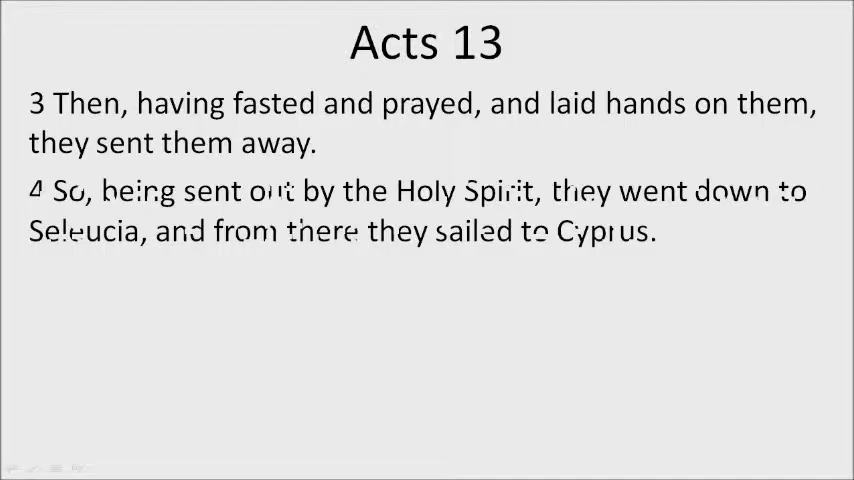 Acts 13
3 Then, having fasted and prayed, and laid hands on them,
they sent them away.
4 So, being sent out by the Holy Spirit, they went down to
Seleucia, and from there they sailed to Cyprus.